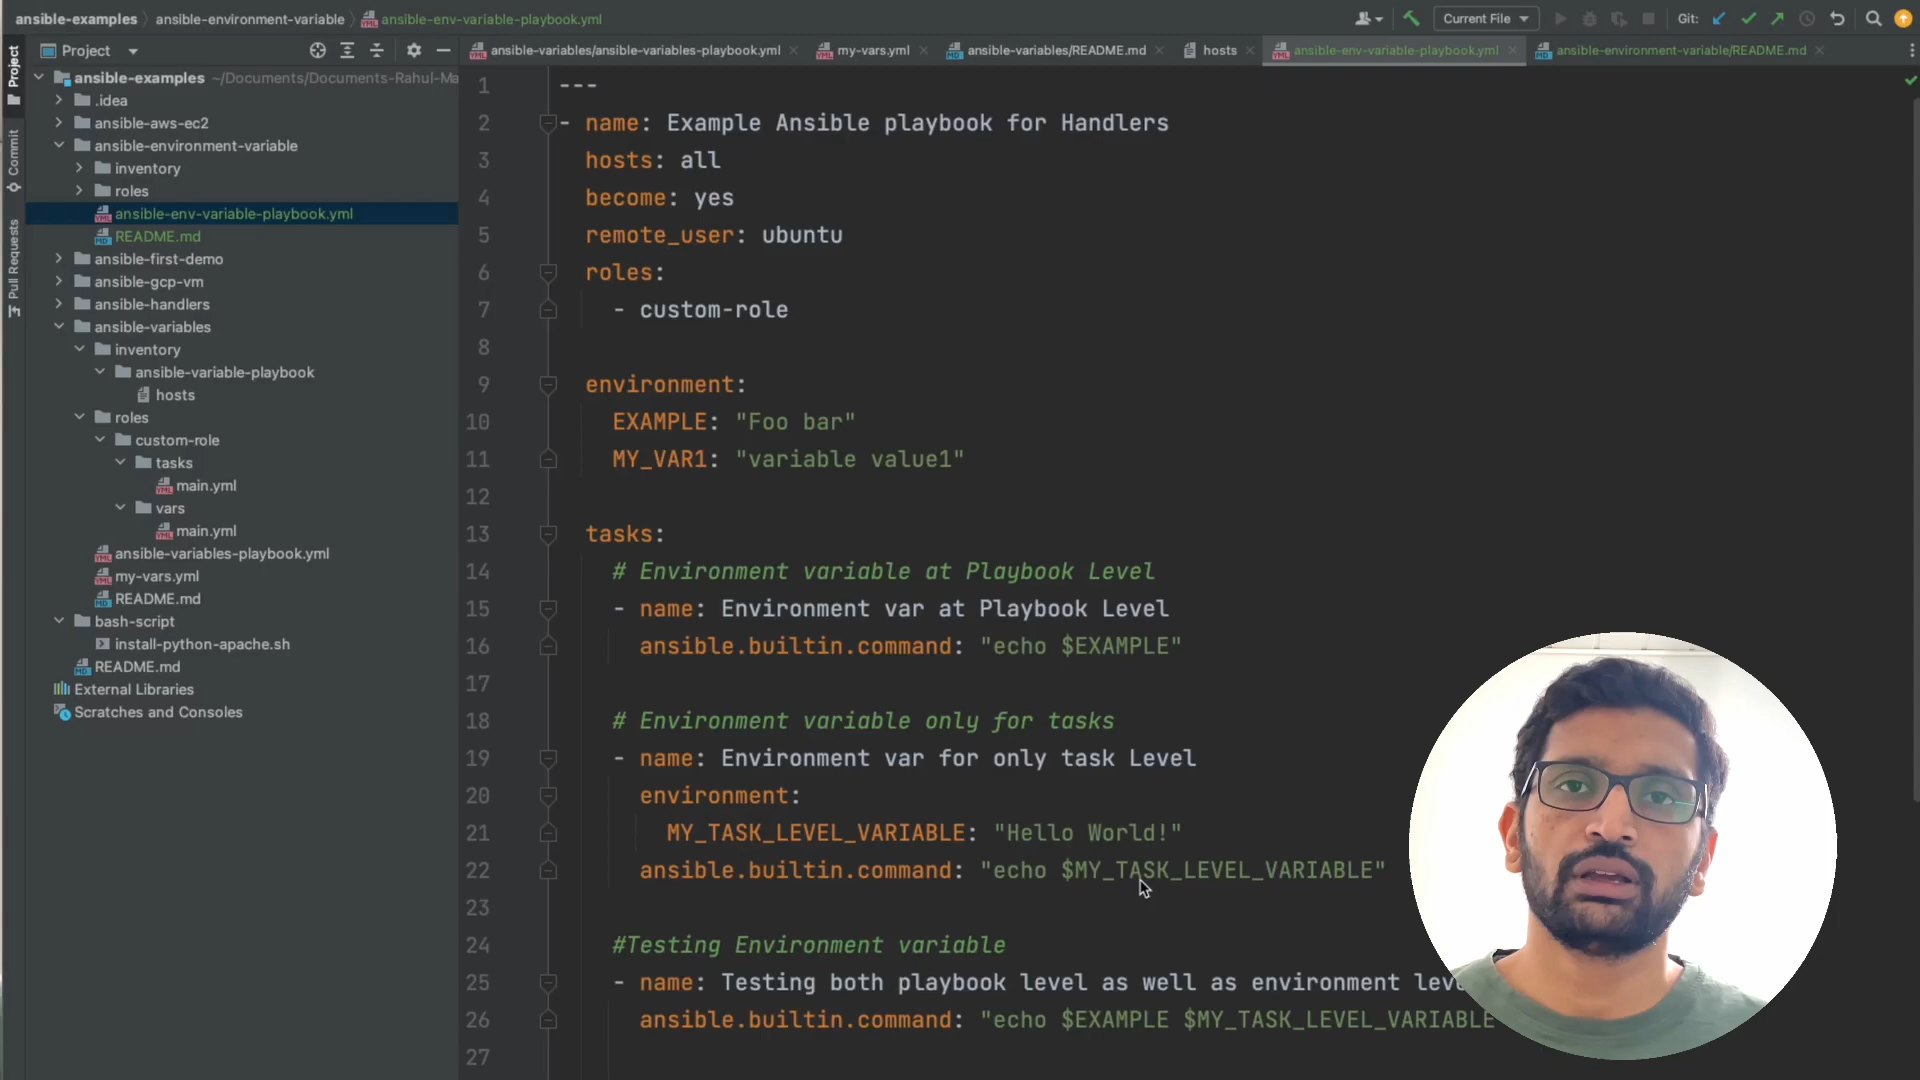 ansible-examples
ansible-environment-variable
ansible-env-variable-playbook.yml
Current File
Git:
Project
ansible-variables/ansible-variables-playbook.yml
my-vars.yml
ansible-variables/README.md
hosts
ansible-env-variable-playbook.yml
ansible-environment-variable/README.md
Project
Commit
Pull Requests
ansible-examples ~/Documents/Documents-Rahul-Ma
.idea
ansible-aws-ec2
ansible-environment-variable
inventory
roles
ansible-env-variable-playbook.yml
README.md
ansible-first-demo
ansible-gcp-vm
ansible-handlers
ansible-variables
inventory
ansible-variable-playbook
hosts
roles
custom-role
tasks
main.yml
vars
main.yml
ansible-variables-playbook.yml
my-vars.yml
README.md
bash-script
install-python-apache.sh
README.md
External Libraries
Scratches and Consoles
1 ---
2 - name: Example Ansible playbook for Handlers
3 hosts: all
4 become: yes
5 remote_user: ubuntu
6 roles:
7 - custom-role
8
9 environment:
10 EXAMPLE: "Foo bar"
11 MY_VAR1: "variable value1"
12
13 tasks:
14 # Environment variable at Playbook Level
15 - name: Environment var at Playbook Level
16 ansible.builtin.command: "echo $EXAMPLE"
17
18 # Environment variable only for tasks
19 - name: Environment var for only task Level
20 environment:
21 MY_TASK_LEVEL_VARIABLE: "Hello World!"
22 ansible.builtin.command: "echo $MY_TASK_LEVEL_VARIABLE"
23
24 #Testing Environment variable
25 - name: Testing both playbook level as well as environment lev
26 ansible.builtin.command: "echo $EXAMPLE $MY_TASK_LEVEL_VARIABLE
27